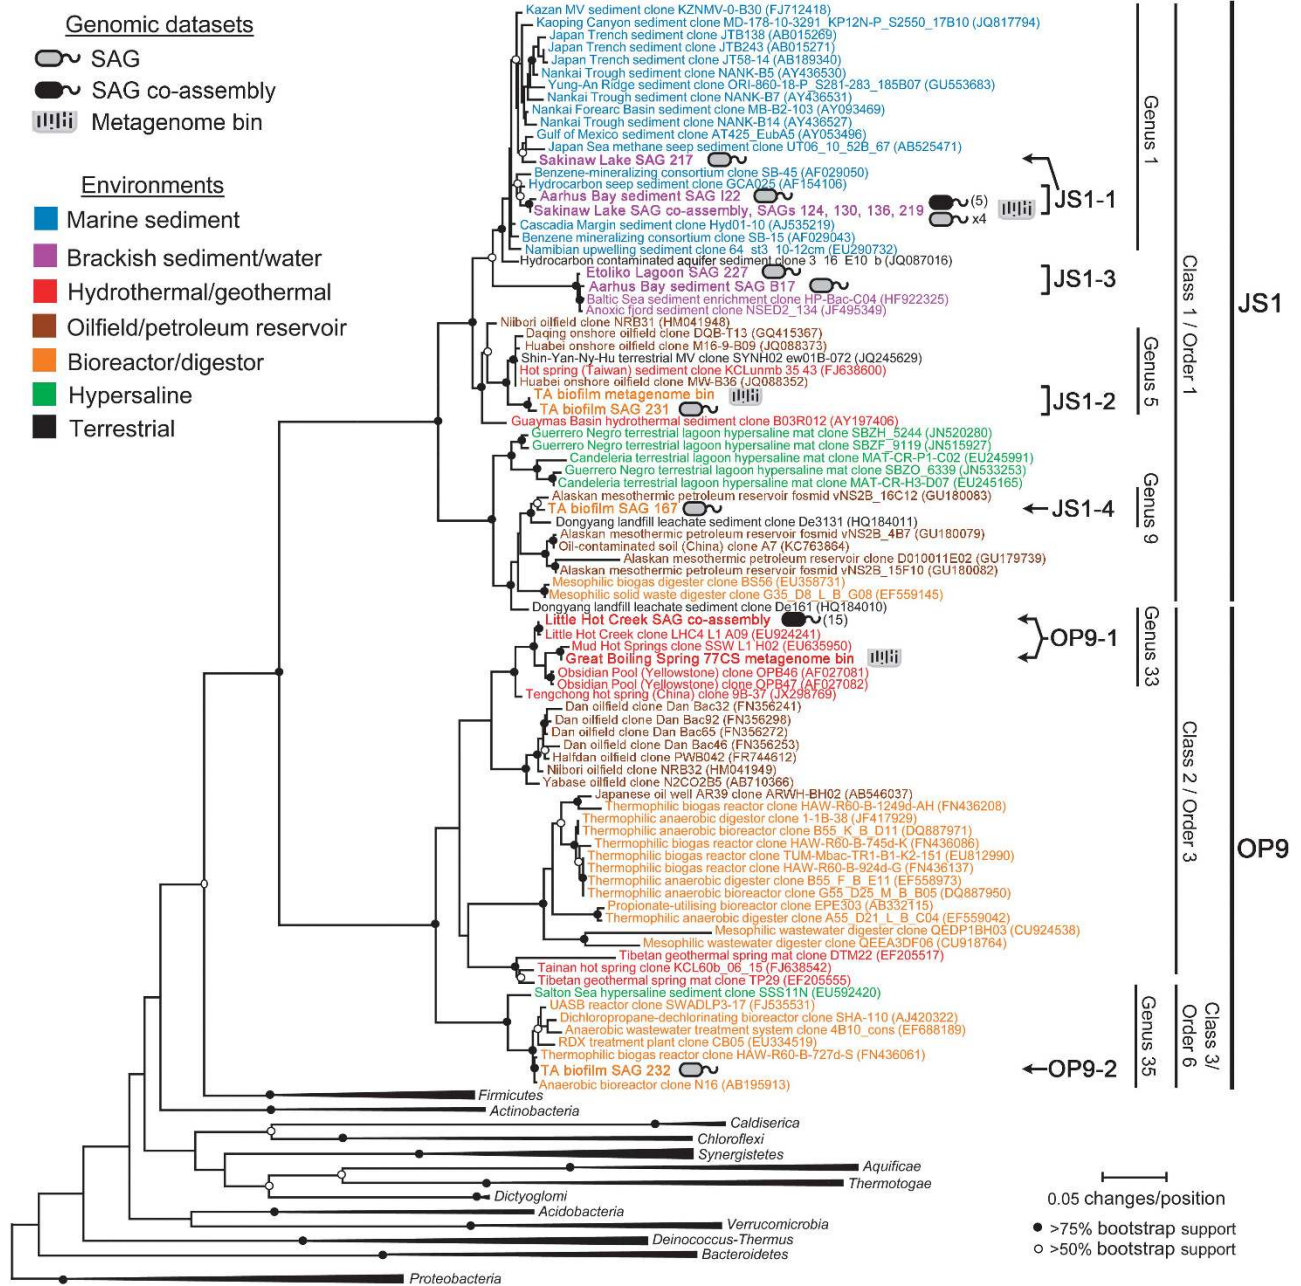 Genomic datasets
SAG
SAG co-assembly
Metagenome bin
Environments
Marine sediment
Brackish sediment/water
Hydrothermal/geothermal
Oilfield/petroleum reservoir
Bioreactor/digestor
Hypersaline
Terrestrial
Kazan MV sediment clone KZNMV-0-B30 (FJ712418)
Kaoping Canyon sediment clone MD-178-10-3291_KP12N-P_S2550_17B10 (JQ817794)
Japan Trench sediment clone JTB138 (AB015269)
Japan Trench sediment clone JTB243 (AB015271)
Japan Trench sediment clone JT58-14 (AB189340)
Nankai Trough sediment clone NANK-B5 (AY436530)
Yung-An Ridge sediment clone ORI-860-18-P_S281-283_185B07 (GU553683)
Nankai Trough sediment clone NANK-B7 (AY436531)
Nankai Forearc Basin sediment clone MB-B2-103 (AY093469)
Nankai Trough sediment clone NANK-B14 (AY436527)
Gulf of Mexico sediment clone AT425_EubA5 (AY053496)
Japan Sea methane seep sediment clone UT06_10_52B_67 (AB525471)
Sakinaw Lake SAG 217
Benzene-mineralizing consortium clone SB-45 (AF029050)
Hydrocarbon seep sediment clone GCA025 (AF154106)
Aarhus Bay sediment SAG I22
Sakinaw Lake SAG co-assembly, SAGs 124, 130, 136, 219
(5)
x4
Cascadia Margin sediment clone Hyd01-10 (AJ535219)
Benzene mineralizing consortium clone SB-15 (AF029043)
Namibian upwelling sediment clone 64_st3_10-12cm (EU290732)
Hydrocarbon contaminated aquifer sediment clone 3_16_E10_b (JQ087016)
Etoliko Lagoon SAG 227
Aarhus Bay sediment SAG B17
Baltic Sea sediment enrichment clone HP-Bac-C04 (HF922325)
Anoxic fjord sediment clone NSED2_134 (JF495349)
Niibori oilfield clone NRB31 (HM041948)
Daqing onshore oilfield clone DQB-T13 (GQ415367)
Huabei onshore oilfield clone M16-9-B09 (JQ088373)
Shin-Yan-Ny-Hu terrestrial MV clone SYNH02_ew01B-072 (JQ245629)
Hot spring (Taiwan) sediment clone KCLunmb_35_43 (FJ638600)
Huabei onshore oilfield clone MW-B36 (JQ088352)
TA biofilm metagenome bin
TA biofilm SAG 231
Guaymas Basin hydrothermal sediment clone B03R012 (AY197406)
Guerrero Negro terrestrial lagoon hypersaline mat clone SBZH_5244 (JN520280)
Guerrero Negro terrestrial lagoon hypersaline mat clone SBZF_9119 (JN515927)
Candeleria terrestrial lagoon hypersaline mat clone MAT-CR-P1-C02 (EU245991)
Guerrero Negro terrestrial lagoon hypersaline mat clone SBZO_6339 (JN533253)
Candeleria terrestrial lagoon hypersaline mat clone MAT-CR-H3-D07 (EU245165)
Alaskan mesothermic petroleum reservoir fosmid vNS2B_16C12 (GU180083)
TA biofilm SAG 167
Dongyang landfill leachate sediment clone De3131 (HQ184011)
Alaskan mesothermic petroleum reservoir fosmid vNS2B_4B7 (GU180079)
Oil-contaminated soil (China) clone A7 (KC763864)
Alaskan mesothermic petroleum reservoir clone D010011E02 (GU179739)
Alaskan mesothermic petroleum reservoir fosmid vNS2B_15F10 (GU180082)
Mesophilic biogas digester clone BS56 (EU358731)
Mesophilic solid waste digester clone G35_D8_L_B_G08 (EF559145)
Dongyang landfill leachate sediment clone De161 (HQ184010)
Little Hot Creek SAG co-assembly
(15)
Little Hot Creek clone LHC4_L1_A09 (EU924241)
Mud Hot Springs clone SSW_L1_H02 (EU635950)
Great Boiling Spring 77CS metagenome bin
Obsidian Pool (Yellowstone) clone OPB46 (AF027081)
Obsidian Pool (Yellowstone) clone OPB47 (AF027082)
Tengchong hot spring (China) clone 9B-37 (JX298769)
Dan oilfield clone Dan Bac32 (FN356241)
Dan oilfield clone Dan Bac92 (FN356298)
Dan oilfield clone Dan Bac65 (FN356272)
Dan oilfield clone Dan Bac46 (FN356253)
Halfdan oilfield clone PWB042 (FR744612)
Niibori oilfield clone NRB32 (HM041949)
Yabase oilfield clone N2CO2B5 (AB710366)
Japanese oil well AR39 clone ARWH-BH02 (AB546037)
Thermophilic biogas reactor clone HAW-R60-B-1249d-AH (FN436208)
Thermophilic anaerobic digestor clone 1-1B-38 (JF417929)
Thermophilic anaerobic bioreactor clone B55_K_B_D11 (DQ887971)
Thermophilic biogas reactor clone HAW-R60-B-745d-K (FN436086)
Thermophilic biogas reactor clone TUM-Mbac-TR1-B1-K2-151 (EU812990)
Thermophilic biogas reactor clone HAW-R60-B-924d-G (FN436137)
Thermophilic anaerobic digester clone B55_F_B_E11 (EF558973)
Thermophilic anaerobic bioreactor clone G55_D25_M_B_B05 (DQ887950)
Propionate-utilising bioreactor clone EPE303 (AB332115)
Thermophilic anaerobic digester clone A55_D21_L_B_C04 (EF559042)
Mesophilic wastewater digester clone QEDP1BH03 (CU924538)
Mesophilic wastewater digester clone QEEA3DF06 (CU918764)
Tibetan geothermal spring mat clone DTM22 (EF205517)
Tainan hot spring clone KCL60b_06_15 (FJ638542)
Tibetan geothermal spring mat clone TP29 (EF205555)
Salton Sea hypersaline sediment clone SSS11N (EU592420)
UASB reactor clone SWADLP3-17 (FJ535531)
Dichloropropane-dechlorinating bioreactor clone SHA-110 (AJ420322)
Anaerobic wastewater treatment system clone 4B10_cons (EF688189)
RDX treatment plant clone CB05 (EU334519)
Thermophilic biogas reactor clone HAW-R60-B-727d-S (FN436061)
TA biofilm SAG 232
Anaerobic bioreactor clone N16 (AB195913)
Firmicutes
Actinobacteria
Caldiserica
Chloroflexi
Synergistetes
Aquificae
Thermotogae
Dictyoglomi
Acidobacteria
Verrucomicrobia
Deinococcus-Thermus
Bacteroidetes
Proteobacteria
JS1-1
JS1-3
JS1-2
JS1-4
OP9-1
OP9-2
Genus 1
Genus 5
Genus 9
Genus 33
Genus 35
Class 1 / Order 1
Class 2 / Order 3
Class 3/
Order 6
JS1
OP9
0.05 changes/position
>75% bootstrap support
>50% bootstrap support